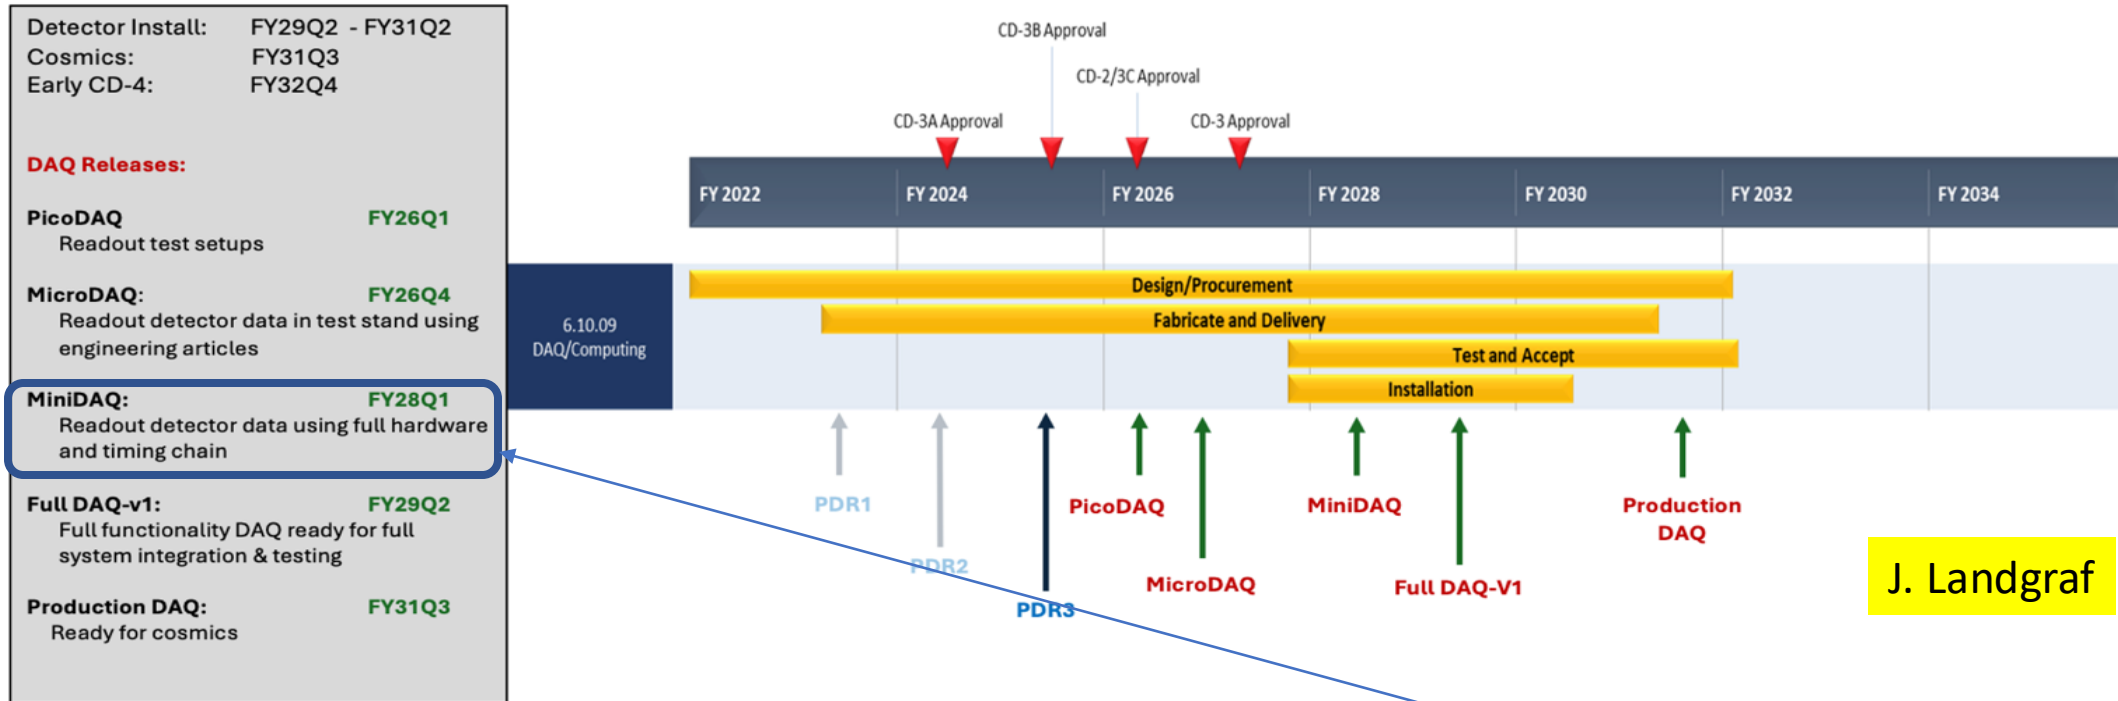 Detector Install: FY29Q2 - FY31Q2
Cosmics: FY31Q3
Early CD-4: FY32Q4
DAQ Releases:
PicoDAQ FY26Q1
Readout test setups
MicroDAQ: FY26Q4
Readout detector data in test stand using
engineering articles
MiniDAQ: FY28Q1
Readout detector data using full hardware
and timing chain
Full DAQ-v1: FY29Q2
Full functionality DAQ ready for full
system integration & testing
Production DAQ: FY31Q3
Ready for cosmics
CD-3B Approval
CD-2/3C Approval
CD-3A Approval
CD-3 Approval
FY 2022 FY 2024 FY 2026 FY 2028 FY 2030 FY 2032 FY 2034
6.10.09
DAQ/Computing
Design/Procurement
Fabricate and Delivery
Test and Accept
Installation
PDR1
PDR2
PDR3
PicoDAQ
MicroDAQ
MiniDAQ
Full DAQ-V1
Production
DAQ
J. Landgraf